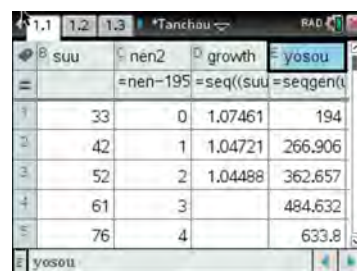 1.1 1.2 1.3 *Tanchou RAD
B suu C nen2 D growth E yosou
= =nen-195 =seq((suu =seqgen(u
1 33 0 1.07461 194
2 42 1 1.04721 266.906
3 52 2 1.04488 362.657
4 61 3 484.632
5 76 4 633.8
E yosou